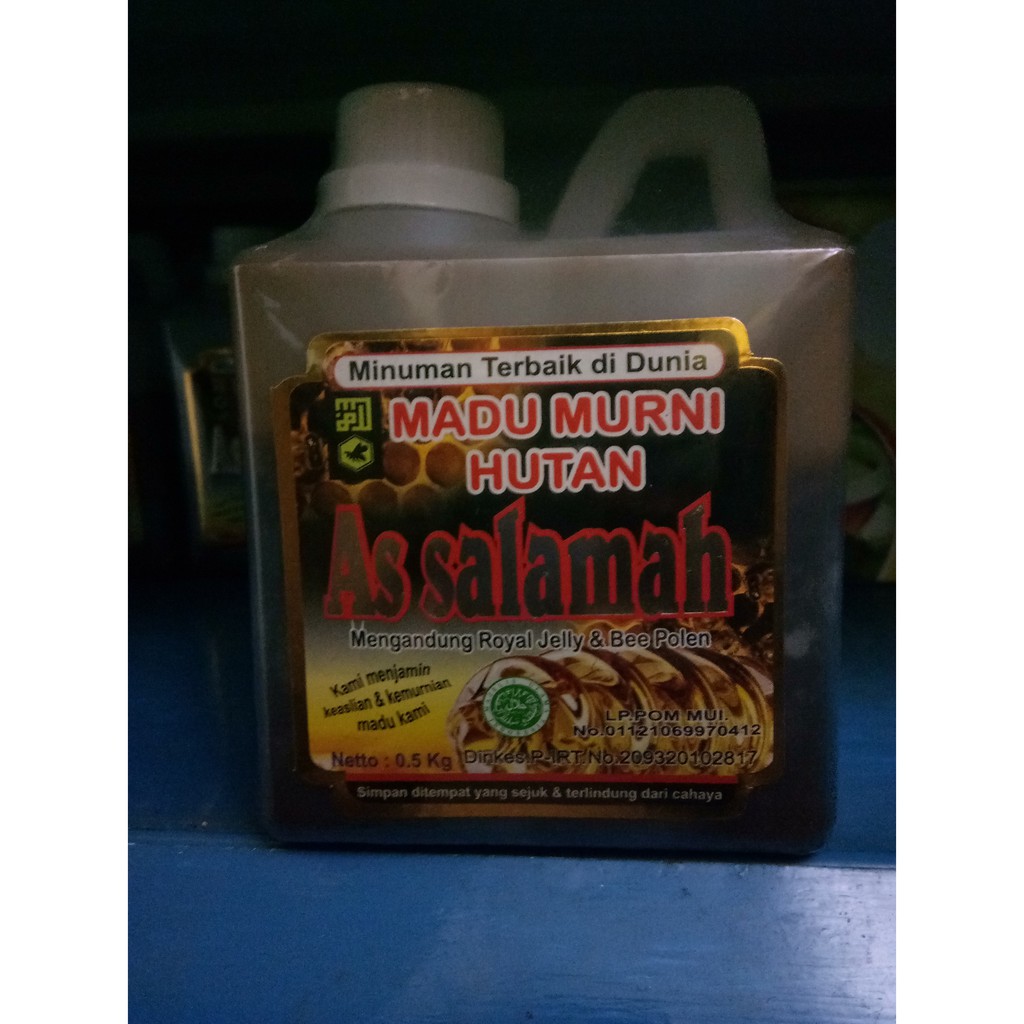 Minuman Terbaik di Dunia
MADU MURNI
HUTAN
As salamah
Mengandung Royal Jelly & Bee Polen
Kami menjamin
keaslian & kemurnian
madu kami
LP.POM MUI.
No.01121069970412
Netto : 0.5 Kg
Dinkes.P-IRT.No.209320102817
Simpan ditempat yang sejuk & terlindung dari cahaya